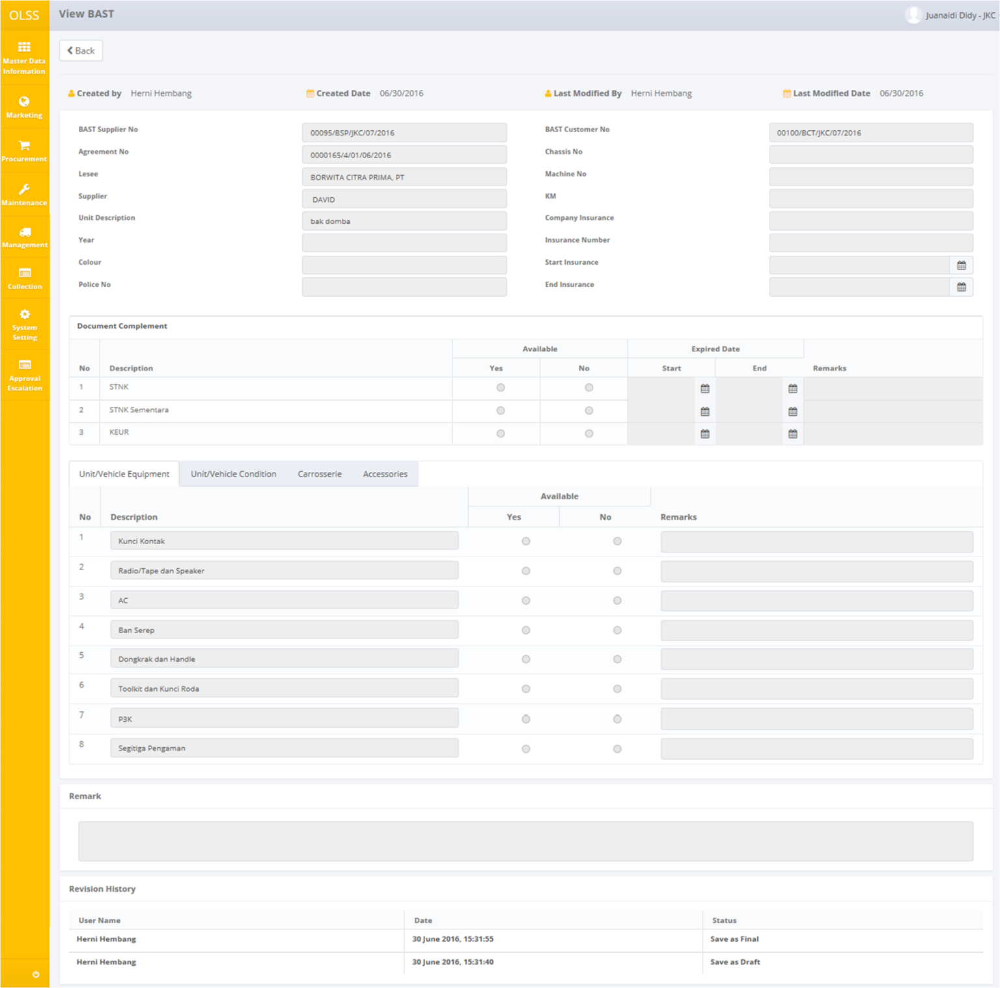 OLSS
View BAST
Juanaidi Didy - JKC
Back
Master Data
Information
Marketing
Procurement
Maintenance
Management
Collection
System
Setting
Approval
Escalation
Created by Herni Hembang Created Date 06/30/2016 Last Modified By Herni Hembang Last Modified Date 06/30/2016
BAST Supplier No 00095/BSP/JKC/07/2016 BAST Customer No 00100/BCT/JKC/07/2016
Agreement No 0000165/4/01/06/2016 Chassis No
Lesee BORWITA CITRA PRIMA, PT Machine No
Supplier DAVID KM
Unit Description bak domba Company Insurance
Year Insurance Number
Colour Start Insurance
Police No End Insurance
Document Complement
Available Expired Date
No Description Yes No Start End Remarks
1 STNK
2 STNK Sementara
3 KEUR
Unit/Vehicle Equipment Unit/Vehicle Condition Carrosserie Accessories
Available
No Description Yes No Remarks
1 Kunci Kontak
2 Radio/Tape dan Speaker
3 AC
4 Ban Serep
5 Dongkrak dan Handle
6 Toolkit dan Kunci Roda
7 P3K
8 Segitiga Pengaman
Remark
Revision History
User Name Date Status
Herni Hembang 30 June 2016, 15:31:55 Save as Final
Herni Hembang 30 June 2016, 15:31:40 Save as Draft